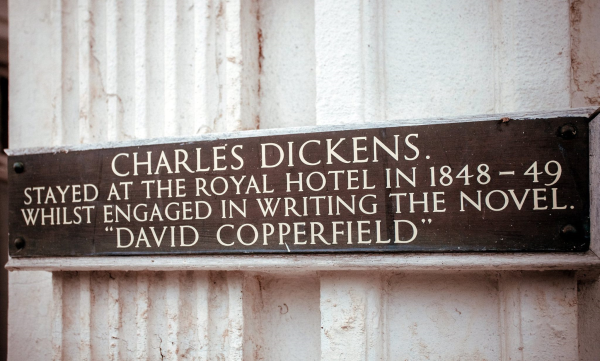 CHARLES DICKENS.
STAYED AT THE ROYAL HOTEL IN 1848 – 49
WHILST ENGAGED IN WRITING THE NOVEL.
“DAVID COPPERFIELD”